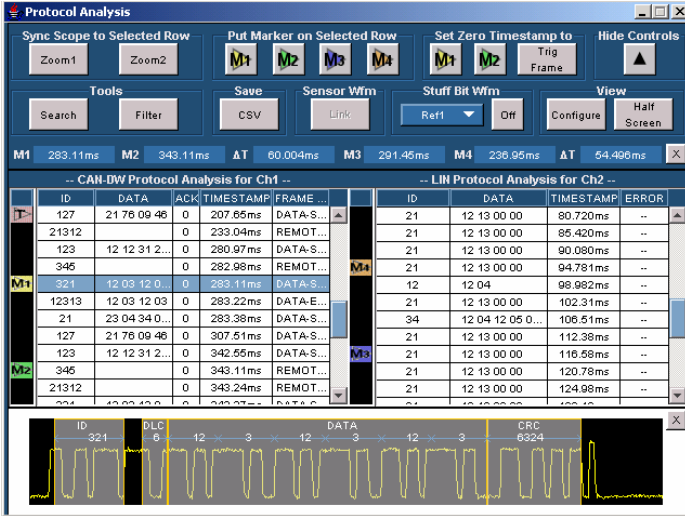 Protocol Analysis
Sync Scope to Selected Row Put Marker on Selected Row Set Zero Timestamp to Hide Controls
Zoom1 Zoom2 M1 M2 M3 M4 M1 M2 Trig Frame
Tools Save Sensor Wfm Stuff Bit Wfm View
Search Filter CSV Link Ref1 Off Configure Half Screen
M1 283.11ms M2 343.11ms ΔT 60.004ms M3 291.45ms M4 236.95ms ΔT 54.496ms X
-- CAN-DW Protocol Analysis for Ch1 -- -- LIN Protocol Analysis for Ch2 --
ID DATA ACK TIMESTAMP FRAME ... ID DATA TIMESTAMP ERROR
T 127 21 76 09 46 0 207.65ms DATA-S... 21 12 13 00 00 80.720ms --
21312 0 233.04ms REMOT... 21 12 13 00 00 85.420ms --
123 12 12 31 2... 0 280.97ms DATA-S... 21 12 13 00 00 90.080ms --
345 0 282.98ms REMOT... M4 21 12 13 00 00 94.781ms --
M1 321 12 03 12 0... 0 283.11ms DATA-S... 12 12 04 98.982ms --
12313 12 03 12 03 0 283.22ms DATA-E... 21 12 13 00 00 102.31ms --
21 23 04 34 0... 0 283.38ms DATA-S... 34 12 04 12 05 0... 106.51ms --
127 21 76 09 46 0 307.51ms DATA-S... 21 12 13 00 00 112.38ms --
123 12 12 31 2... 0 342.55ms DATA-S... M3 21 12 13 00 00 116.58ms --
M2 345 0 343.11ms REMOT... 21 12 13 00 00 120.78ms --
21312 0 343.24ms REMOT... 21 12 13 00 00 124.98ms --
ID DLC DATA CRC X
321 6 12 3 12 3 12 3 6324